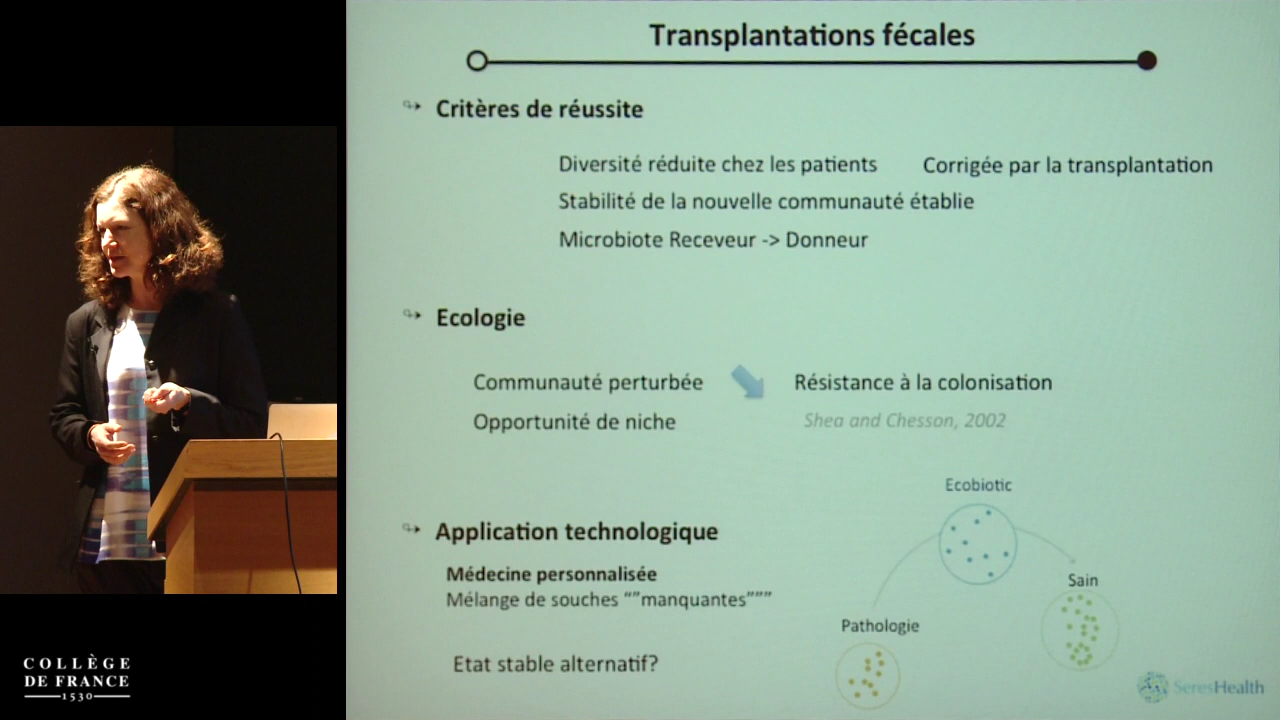 Transplantations fécales
Critères de réussite
Diversité réduite chez les patients Corrigée par la transplantation
Stabilité de la nouvelle communauté établie
Microbiote Receveur -> Donneur
Ecologie
Communauté perturbée Résistance à la colonisation
Opportunité de niche Shea and Chesson, 2002
Ecobiotic
Application technologique
Médecine personnalisée
Sain
Mélange de souches “”manquantes”””
Pathologie
Etat stable alternatif?
SeresHealth
COLLÈGE
DE FRANCE
1530